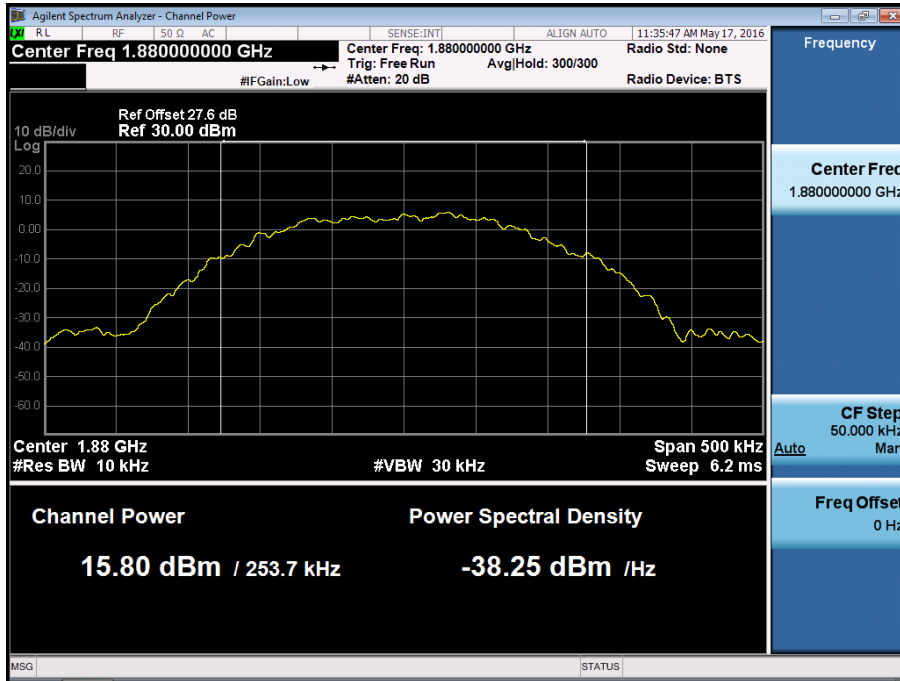 Agilent Spectrum Analyzer - Channel Power
LXI RL RF 50 Ω AC SENSE:INT ALIGN AUTO 11:35:47 AM May 17, 2016
Center Freq 1.880000000 GHz
Center Freq: 1.880000000 GHz Radio Std: None
Trig: Free Run Avg|Hold: 300/300
#IFGain:Low #Atten: 20 dB Radio Device: BTS
Ref Offset 27.6 dB
10 dB/div Ref 30.00 dBm
Log
20.0
10.0
0.00
-10.0
-20.0
-30.0
-40.0
-50.0
-60.0
Center 1.88 GHz Span 500 kHz
#Res BW 10 kHz #VBW 30 kHz Sweep 6.2 ms
Channel Power Power Spectral Density
15.80 dBm / 253.7 kHz -38.25 dBm /Hz
MSG STATUS
Frequency
Center Freq
1.880000000 GHz
CF Step
50.000 kHz
Auto Man
Freq Offset
0 Hz